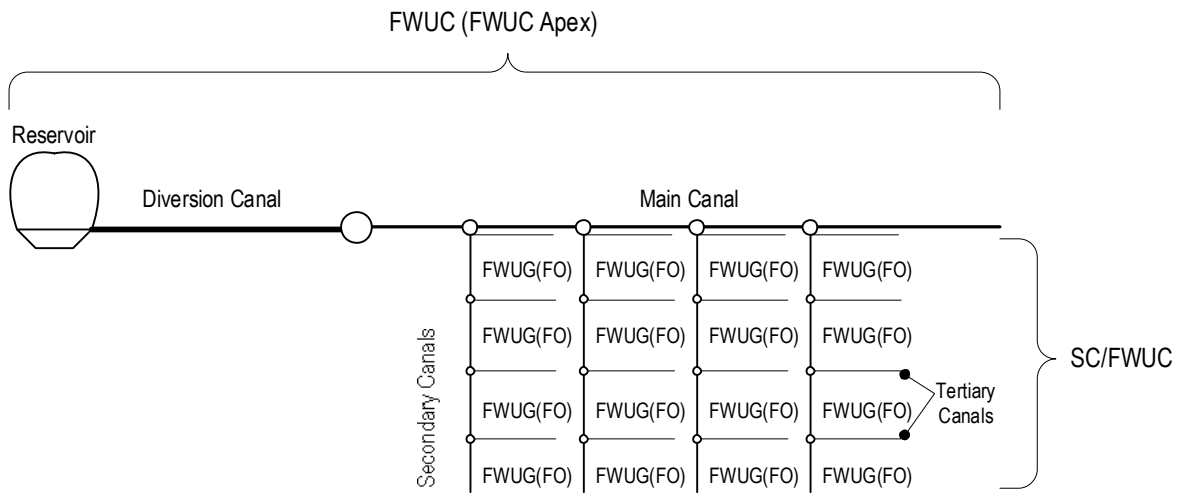 FWUC (FWUC Apex)
Reservoir
Diversion Canal
Main Canal
FWUG(FO) FWUG(FO) FWUG(FO) FWUG(FO)
FWUG(FO) FWUG(FO) FWUG(FO) FWUG(FO)
Secondary Canals
SC/FWUC
FWUG(FO) FWUG(FO) FWUG(FO) FWUG(FO)
Tertiary
Canals
FWUG(FO) FWUG(FO) FWUG(FO) FWUG(FO)